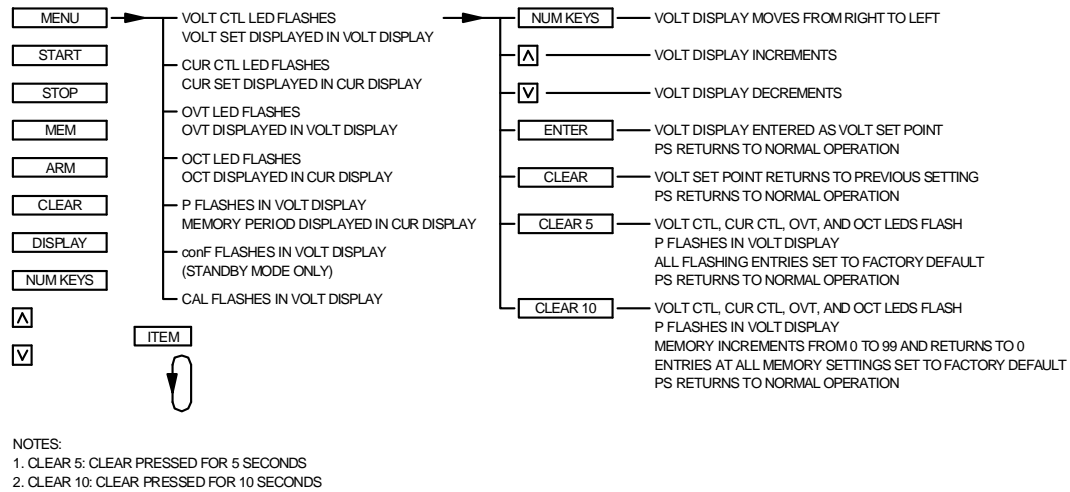 MENU
START
STOP
MEM
ARM
CLEAR
DISPLAY
NUM KEYS
VOLT CTL LED FLASHES
VOLT SET DISPLAYED IN VOLT DISPLAY
CUR CTL LED FLASHES
CUR SET DISPLAYED IN CUR DISPLAY
OVT LED FLASHES
OVT DISPLAYED IN VOLT DISPLAY
OCT LED FLASHES
OCT DISPLAYED IN CUR DISPLAY
P FLASHES IN VOLT DISPLAY
MEMORY PERIOD DISPLAYED IN CUR DISPLAY
conF FLASHES IN VOLT DISPLAY
(STANDBY MODE ONLY)
CAL FLASHES IN VOLT DISPLAY
ITEM
NUM KEYS
VOLT DISPLAY MOVES FROM RIGHT TO LEFT
VOLT DISPLAY INCREMENTS
VOLT DISPLAY DECREMENTS
ENTER
VOLT DISPLAY ENTERED AS VOLT SET POINT
PS RETURNS TO NORMAL OPERATION
CLEAR
VOLT SET POINT RETURNS TO PREVIOUS SETTING
PS RETURNS TO NORMAL OPERATION
CLEAR 5
VOLT CTL, CUR CTL, OVT, AND OCT LEDS FLASH
P FLASHES IN VOLT DISPLAY
ALL FLASHING ENTRIES SET TO FACTORY DEFAULT
PS RETURNS TO NORMAL OPERATION
CLEAR 10
VOLT CTL, CUR CTL, OVT, AND OCT LEDS FLASH
P FLASHES IN VOLT DISPLAY
MEMORY INCREMENTS FROM 0 TO 99 AND RETURNS TO 0
ENTRIES AT ALL MEMORY SETTINGS SET TO FACTORY DEFAULT
PS RETURNS TO NORMAL OPERATION
NOTES:
1. CLEAR 5: CLEAR PRESSED FOR 5 SECONDS
2. CLEAR 10: CLEAR PRESSED FOR 10 SECONDS